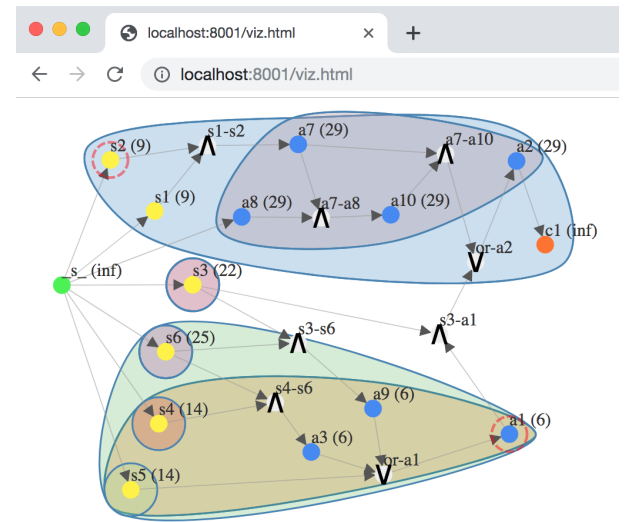 localhost:8001/viz.html × +
localhost:8001/viz.html
s1-s2
s2 (9)
a7 (29)
a7-a10
a2 (29)
s1 (9)
a8 (29)
a7-a8
a10 (29)
c1 (inf)
or-a2
_s_ (inf)
s3 (22)
s3-s6
s3-a1
s6 (25)
s4-s6
s4 (14)
a9 (6)
a1 (6)
a3 (6)
or-a1
s5 (14)